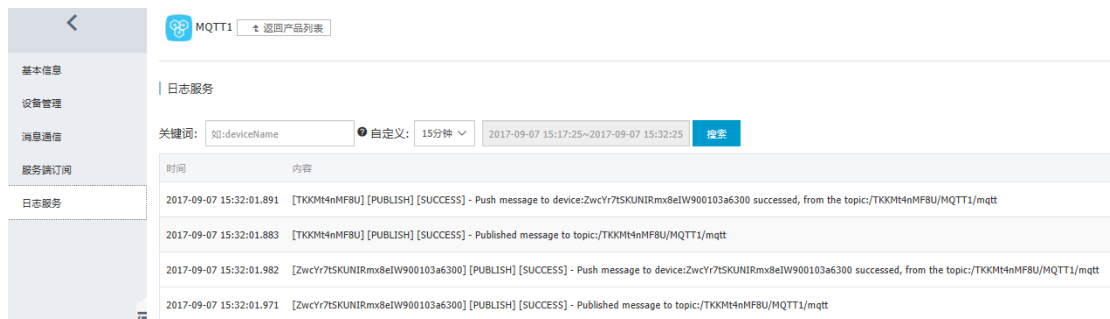 MQTT1 返回产品列表
基本信息
设备管理
消息通信
服务端订阅
日志服务
日志服务
关键词: 如:deviceName 自定义: 15分钟 2017-09-07 15:17:25~2017-09-07 15:32:25 搜索
时间 内容
2017-09-07 15:32:01.891 [TKKMt4nMF8U] [PUBLISH] [SUCCESS] - Push message to device:ZwcYr7tSKUNIRmx8eIW900103a6300 successed, from the topic:/TKKMt4nMF8U/MQTT1/mqtt
2017-09-07 15:32:01.883 [TKKMt4nMF8U] [PUBLISH] [SUCCESS] - Published message to topic:/TKKMt4nMF8U/MQTT1/mqtt
2017-09-07 15:32:01.982 [ZwcYr7tSKUNIRmx8eIW900103a6300] [PUBLISH] [SUCCESS] - Push message to device:ZwcYr7tSKUNIRmx8eIW900103a6300 successed, from the topic:/TKKMt4nMF8U/MQTT1/mqtt
2017-09-07 15:32:01.971 [ZwcYr7tSKUNIRmx8eIW900103a6300] [PUBLISH] [SUCCESS] - Published message to topic:/TKKMt4nMF8U/MQTT1/mqtt